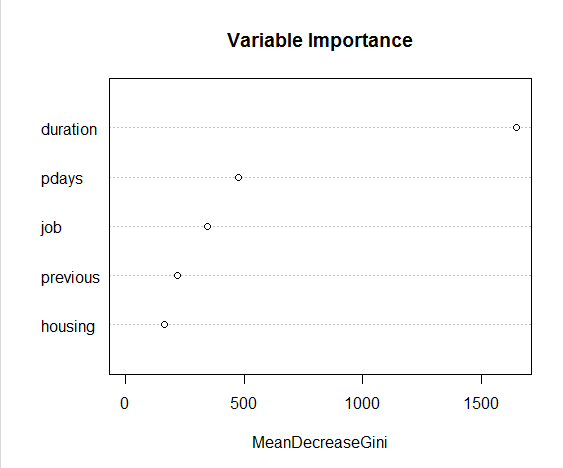 Variable Importance
duration
pdays
job
previous
housing
0 500 1000 1500
MeanDecreaseGini